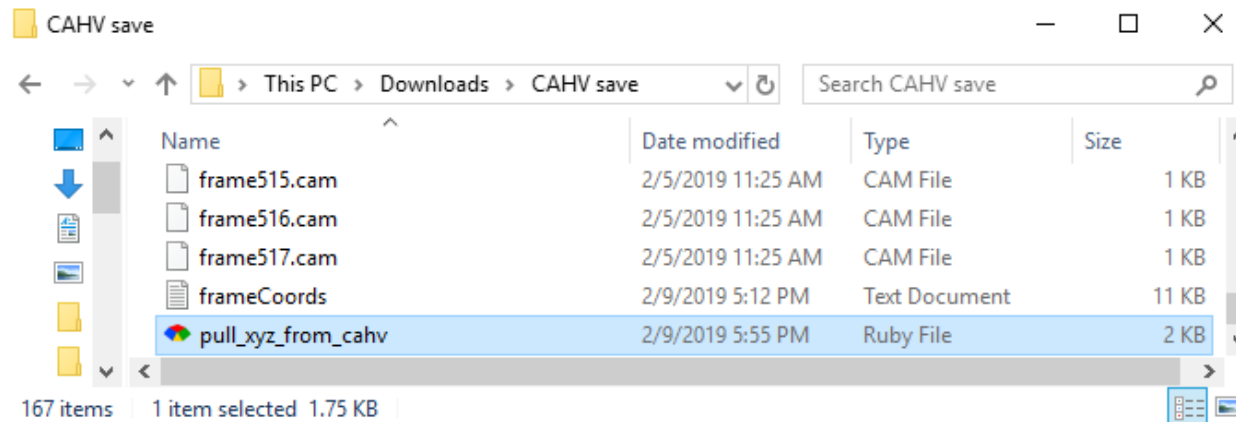 CAHV save
This PC > Downloads > CAHV save
Search CAHV save
Name Date modified Type Size
frame515.cam 2/5/2019 11:25 AM CAM File 1 KB
frame516.cam 2/5/2019 11:25 AM CAM File 1 KB
frame517.cam 2/5/2019 11:25 AM CAM File 1 KB
frameCoords 2/9/2019 5:12 PM Text Document 11 KB
pull_xyz_from_cahv 2/9/2019 5:55 PM Ruby File 2 KB
167 items 1 item selected 1.75 KB